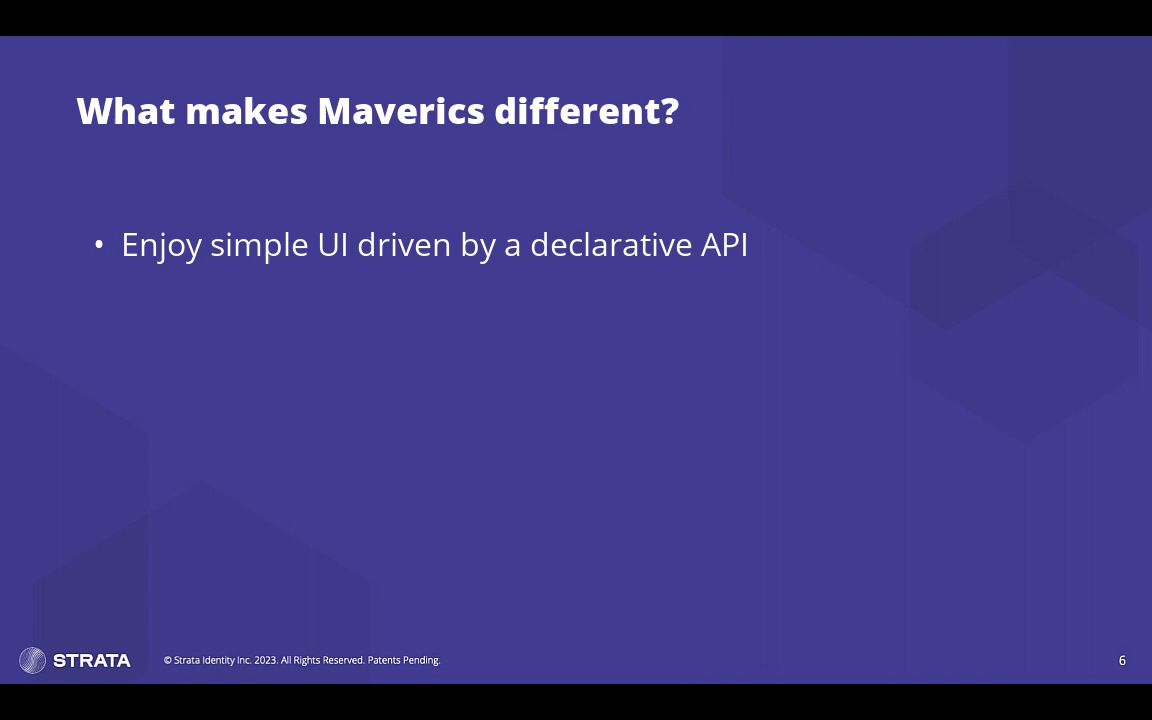 What makes Maverics different?
• Enjoy simple UI driven by a declarative API
STRATA
© Strata Identity Inc. 2023. All Rights Reserved. Patents Pending.
6